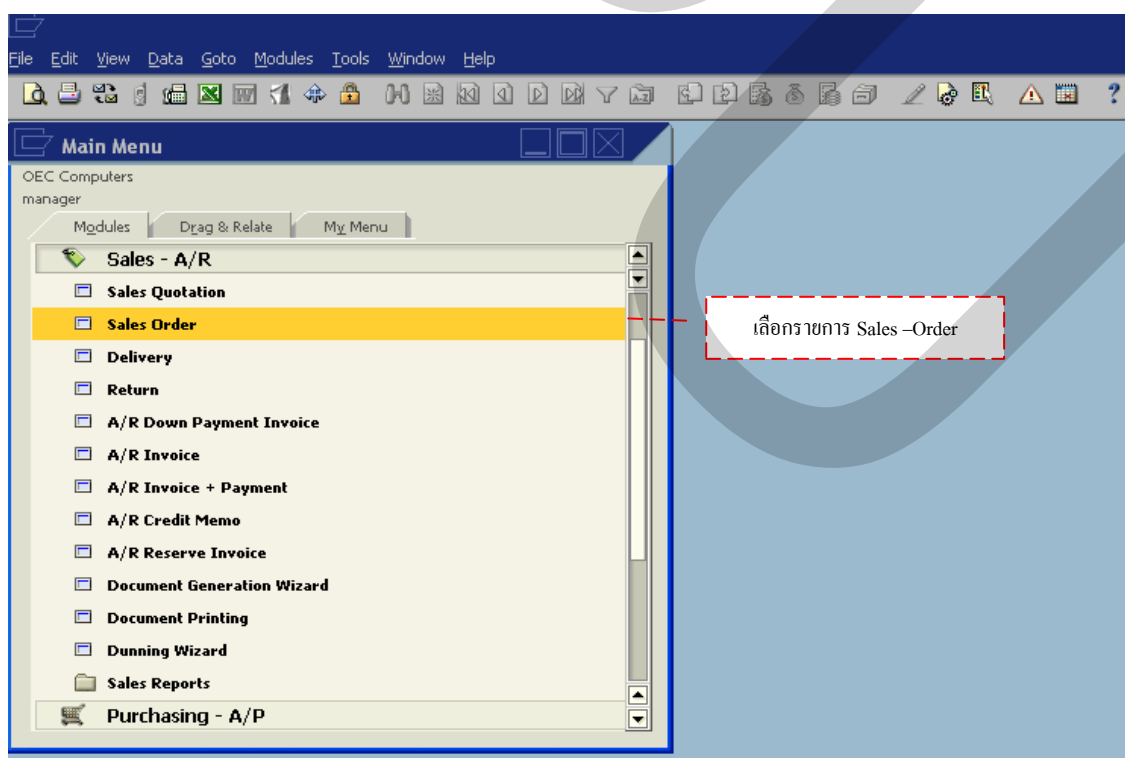 File Edit View Data Goto Modules Tools Window Help
Main Menu
OEC Computers
manager
Modules Drag & Relate My Menu
Sales - A/R
Sales Quotation
Sales Order
เลือกรายการ Sales –Order
Delivery
Return
A/R Down Payment Invoice
A/R Invoice
A/R Invoice + Payment
A/R Credit Memo
A/R Reserve Invoice
Document Generation Wizard
Document Printing
Dunning Wizard
Sales Reports
Purchasing - A/P